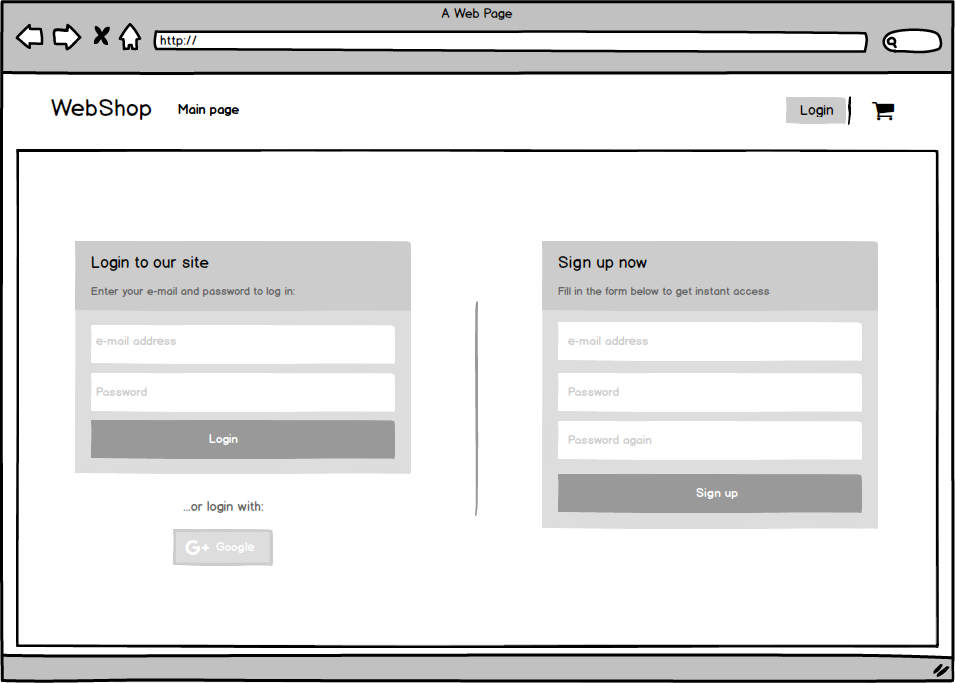 A Web Page
http://
WebShop
Main page
Login
Login to our site
Enter your e-mail and password to log in:
e-mail address
Password
Login
...or login with:
G+ Google
Sign up now
Fill in the form below to get instant access
e-mail address
Password
Password again
Sign up